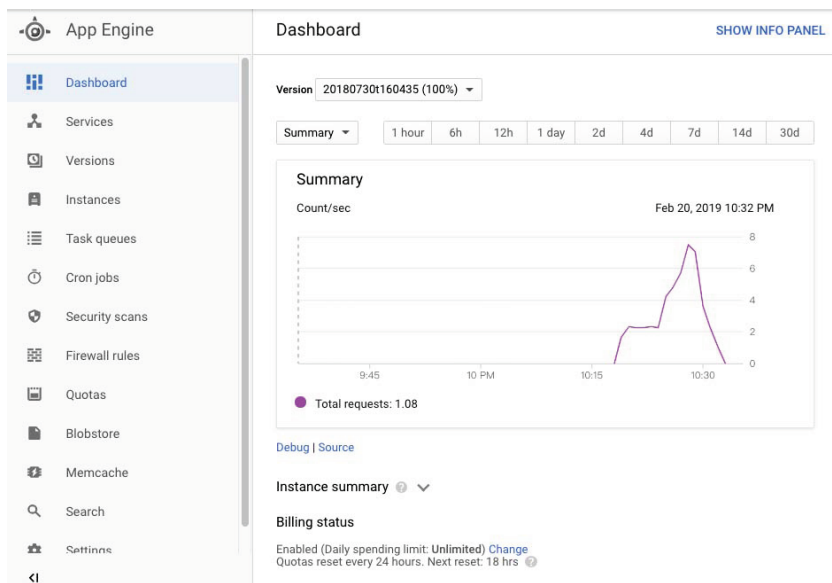 App Engine
Dashboard
SHOW INFO PANEL
Dashboard
Services
Versions
Instances
Task queues
Cron jobs
Security scans
Firewall rules
Quotas
Blobstore
Memcache
Search
Settings
Version 20180730t160435 (100%)
Summary 1 hour 6h 12h 1 day 2d 4d 7d 14d 30d
Summary
Count/sec Feb 20, 2019 10:32 PM
8
6
4
2
0
9:45 10 PM 10:15 10:30
Total requests: 1.08
Debug | Source
Instance summary
Billing status
Enabled (Daily spending limit: Unlimited) Change
Quotas reset every 24 hours. Next reset: 18 hrs